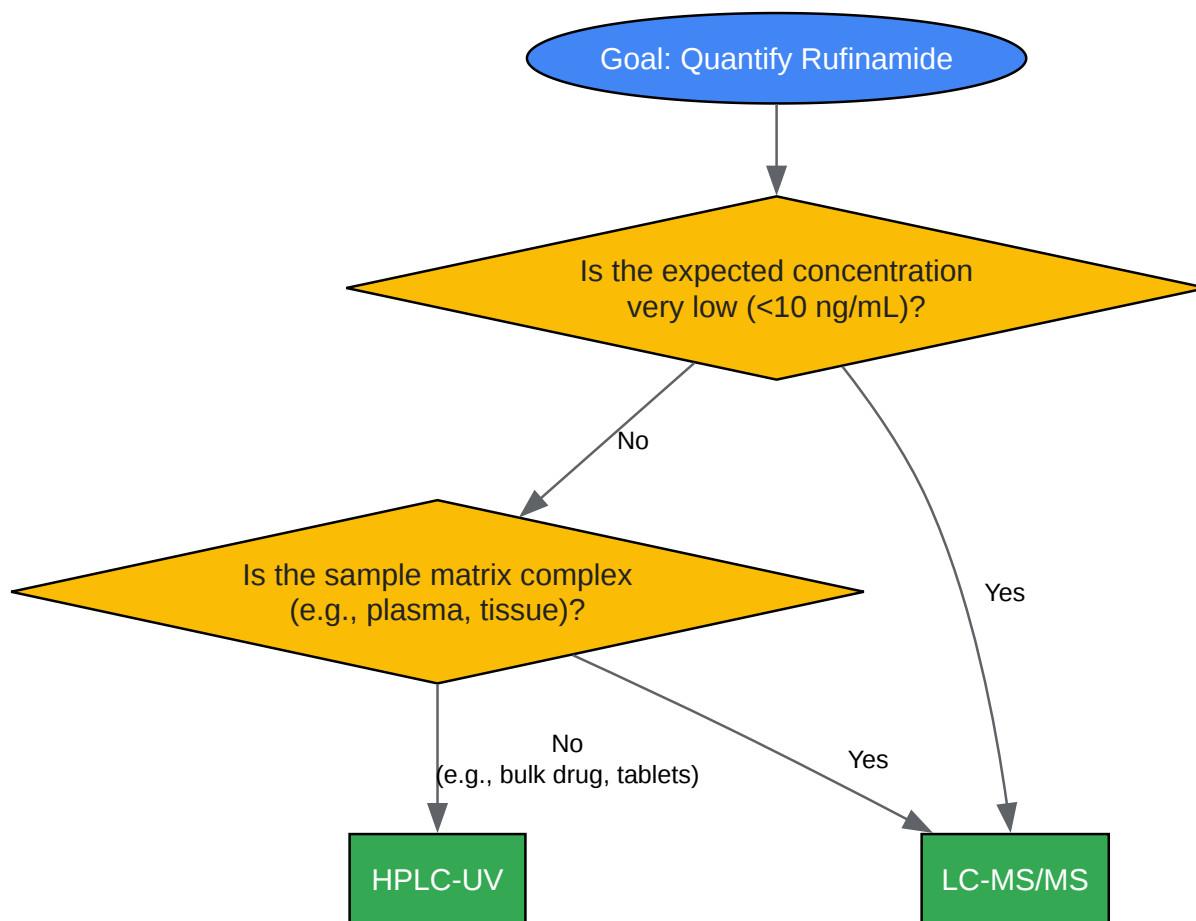 Goal: Quantify Rufinamide
Is the expected concentration
very low (<10 ng/mL)?
No
Yes
Is the sample matrix complex
(e.g., plasma, tissue)?
No
(e.g., bulk drug, tablets)
Yes
HPLC-UV
LC-MS/MS